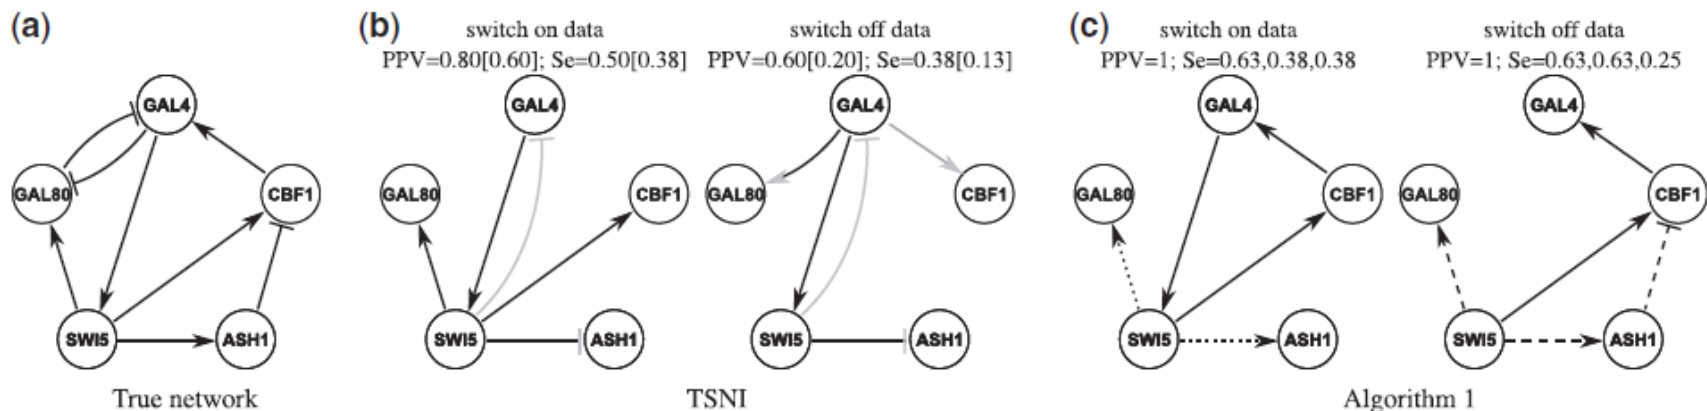 (a)
GAL4
GAL80
CBF1
SWI5
ASH1
True network
(b)
switch on data
PPV=0.80[0.60]; Se=0.50[0.38]
GAL4
GAL80
CBF1
SWI5
ASH1
switch off data
PPV=0.60[0.20]; Se=0.38[0.13]
GAL4
GAL80
CBF1
SWI5
ASH1
TSNI
(c)
switch on data
PPV=1; Se=0.63,0.38,0.38
GAL4
GAL80
CBF1
SWI5
ASH1
switch off data
PPV=1; Se=0.63,0.63,0.25
GAL4
GAL80
CBF1
SWI5
ASH1
Algorithm 1